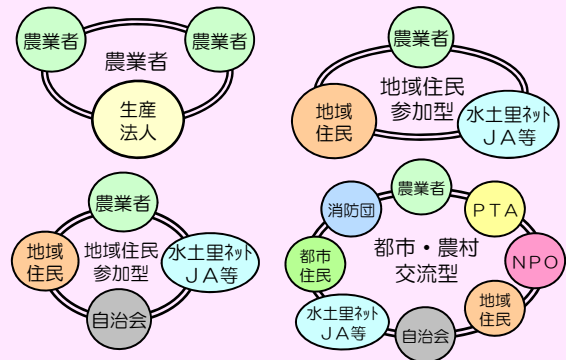 農業者
農業者
農業者
生産
法人
農業者
地域住民
参加型
地域
住民
水土里ネット
ＪＡ等
農業者
地域
住民
地域住民
参加型
水土里ネット
ＪＡ等
自治会
農業者
消防団
ＰＴＡ
都市
住民
都市・農村
交流型
NPO
水土里ネット
ＪＡ等
地域
住民
自治会